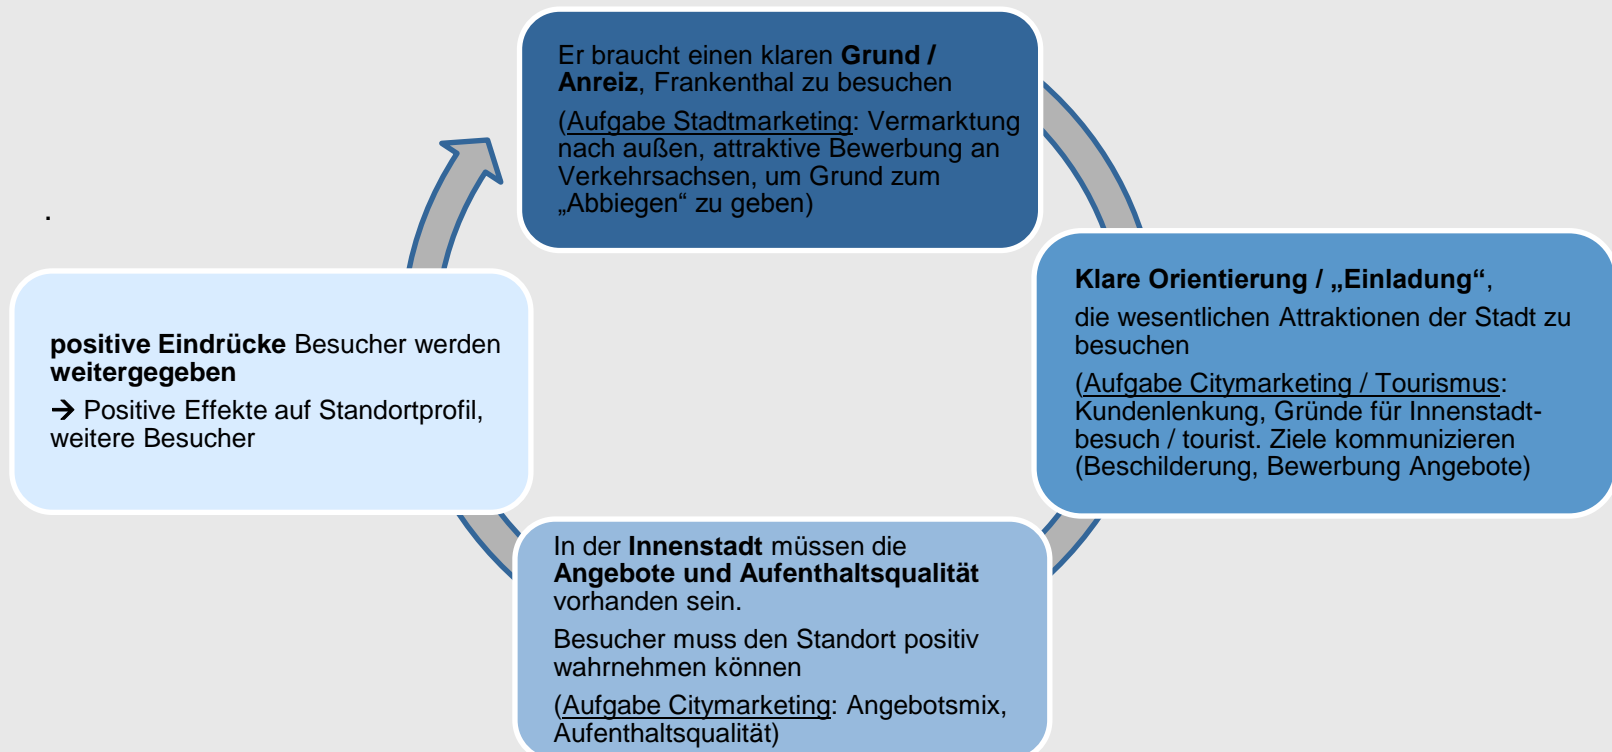 Er braucht einen klaren Grund /
Anreiz, Frankenthal zu besuchen
(Aufgabe Stadtmarketing: Vermarktung
nach außen, attraktive Bewerbung an
Verkehrsachsen, um Grund zum
„Abbiegen“ zu geben)
.
Klare Orientierung / „Einladung“,
die wesentlichen Attraktionen der Stadt zu
besuchen
(Aufgabe Citymarketing / Tourismus:
Kundenlenkung, Gründe für Innenstadt-
besuch / tourist. Ziele kommunizieren
(Beschilderung, Bewerbung Angebote)
In der Innenstadt müssen die
Angebote und Aufenthaltsqualität
vorhanden sein.
Besucher muss den Standort positiv
wahrnehmen können
(Aufgabe Citymarketing: Angebotsmix,
Aufenthaltsqualität)
positive Eindrücke Besucher werden
weitergegeben
→ Positive Effekte auf Standortprofil,
weitere Besucher